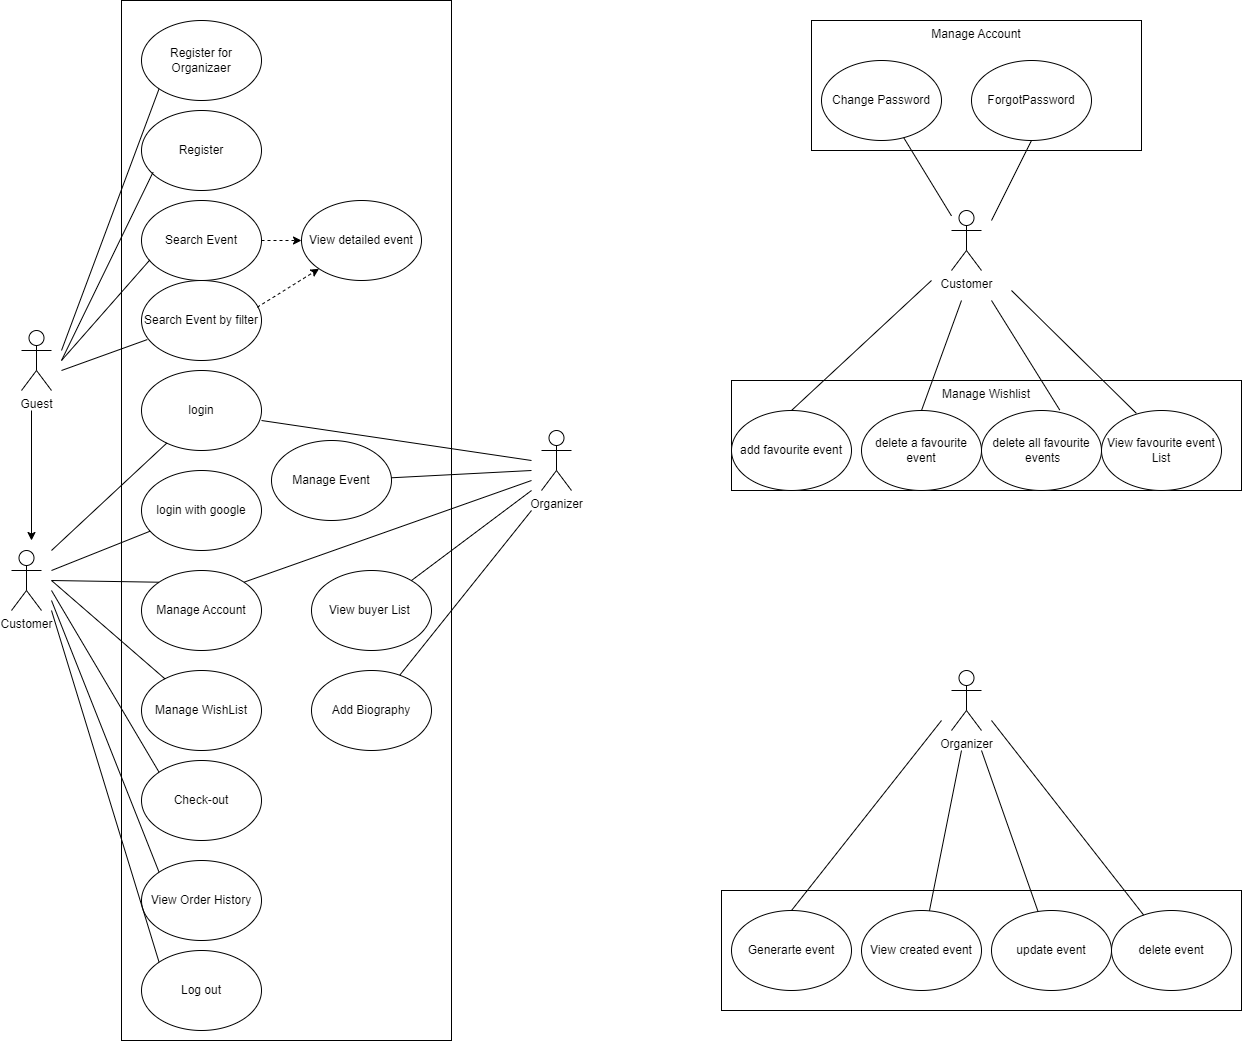 Register for
Organizaer
Register
Search Event
View detailed event
Search Event by filter
Guest
login
Manage Event
Organizer
login with google
Customer
Manage Account
View buyer List
Manage WishList
Add Biography
Check-out
View Order History
Log out
Manage Account
Change Password
ForgotPassword
Customer
Manage Wishlist
add favourite event
delete a favourite
event
delete all favourite
events
View favourite event
List
Organizer
Generarte event
View created event
update event
delete event